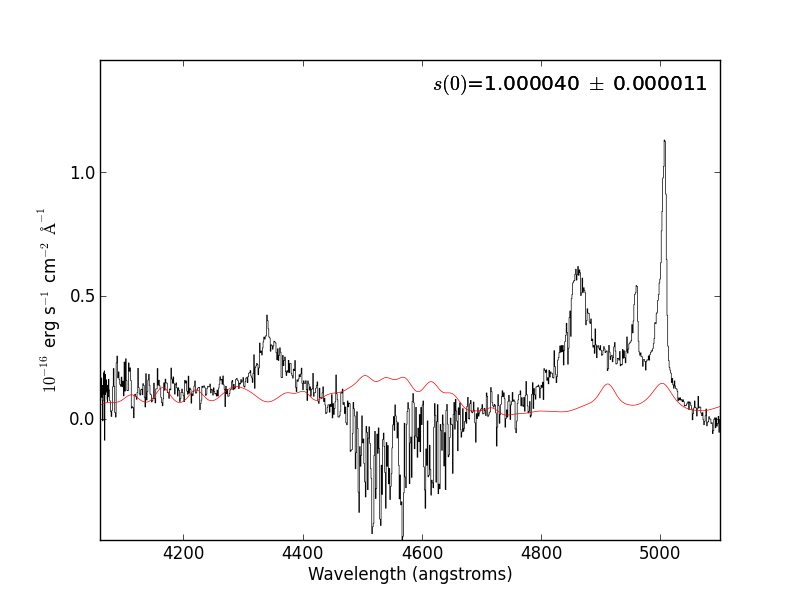 s(0)=1.000040 ± 0.000011
1.0
0.5
0.0
10⁻¹⁶ erg s⁻¹ cm⁻² Å⁻¹
4200 4400 4600 4800 5000
Wavelength (angstroms)